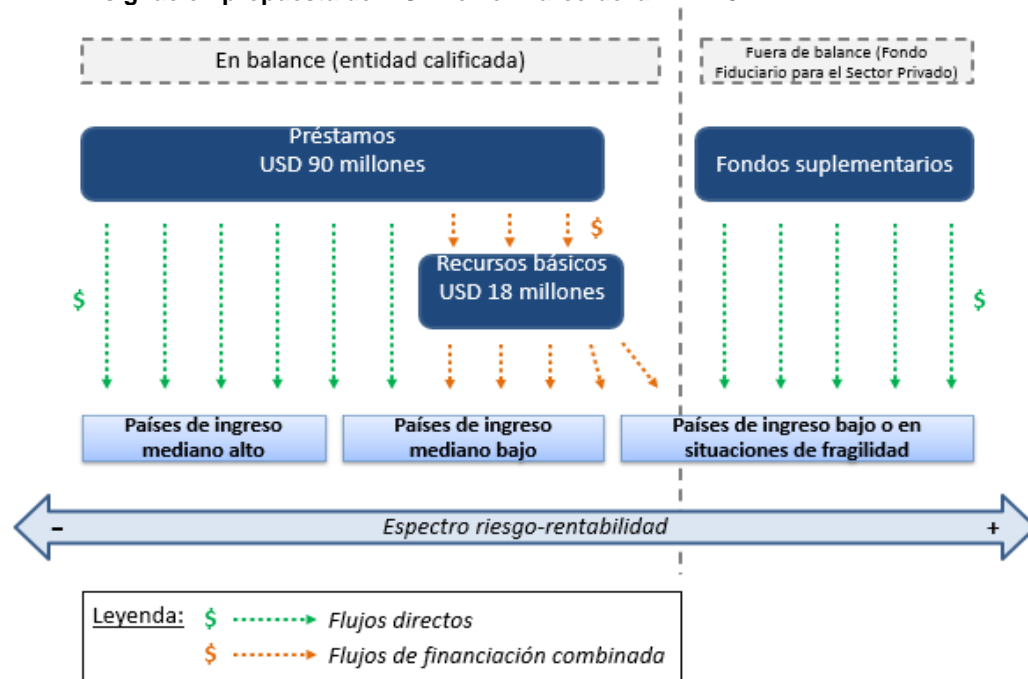 propuesta
En balance (entidad calificada)
Fuera de balance (Fondo
Fiduciario para el Sector Privado)
Préstamos
USD 90 millones
Fondos suplementarios
$
Recursos básicos
USD 18 millones
$
$
Países de ingreso
mediano alto
Países de ingreso
mediano bajo
Países de ingreso bajo o en
situaciones de fragilidad
– Espectro riesgo-rentabilidad +
Leyenda: $ Flujos directos
$ Flujos de financiación combinada